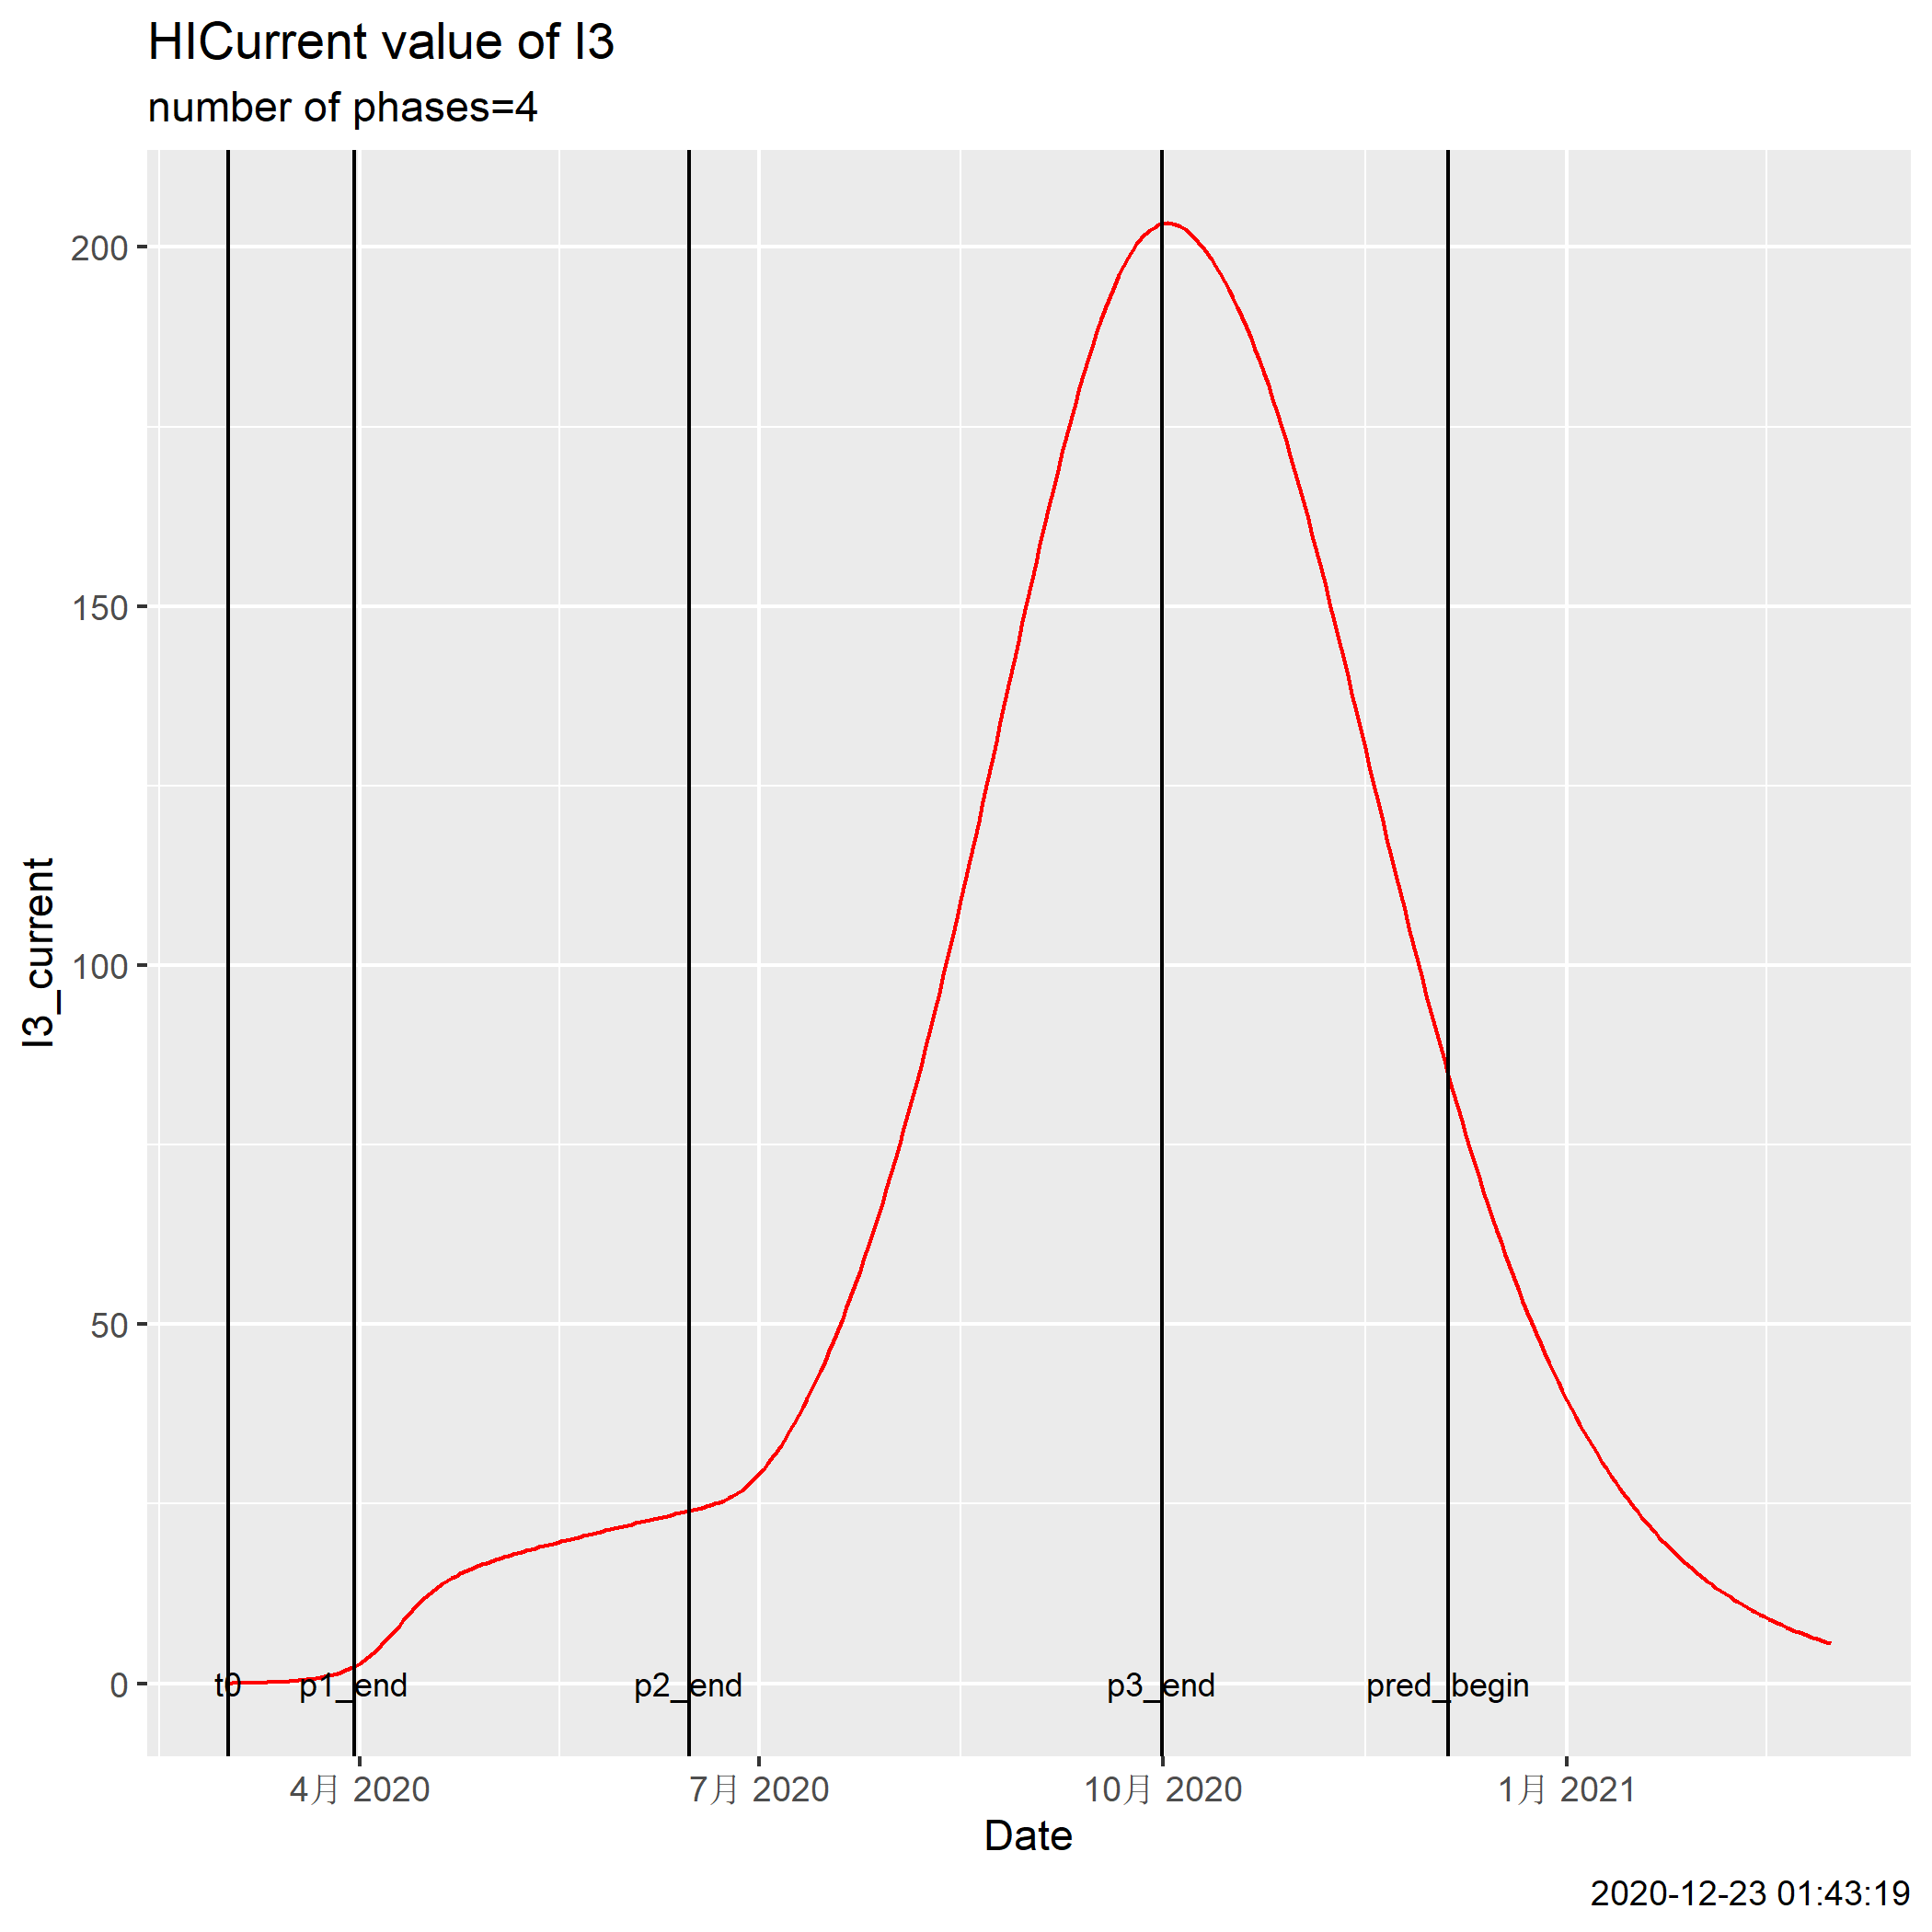 HICurrent value of I3
number of phases=4
I3_current
200
150
100
50
0
t0 p1_end p2_end p3_end pred_begin
4月 2020 7月 2020 10月 2020 1月 2021
Date
2020-12-23 01:43:19